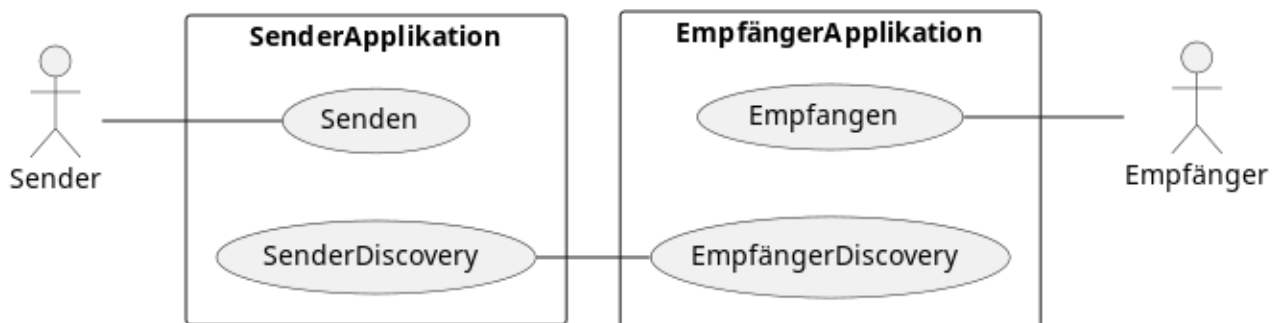 SenderApplikation
EmpfängerApplikation
Senden
Empfangen
Sender
Empfänger
SenderDiscovery
EmpfängerDiscovery